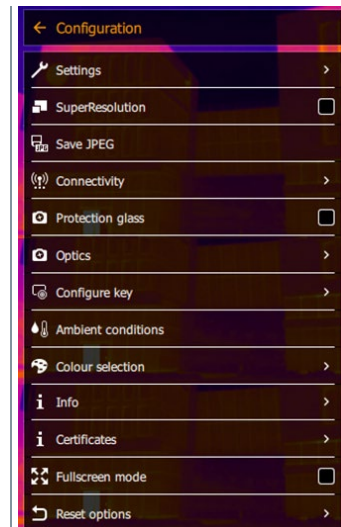 Configuration
Settings
SuperResolution
Save JPEG
Connectivity
Protection glass
Optics
Configure key
Ambient conditions
Colour selection
Info
Certificates
Fullscreen mode
Reset options